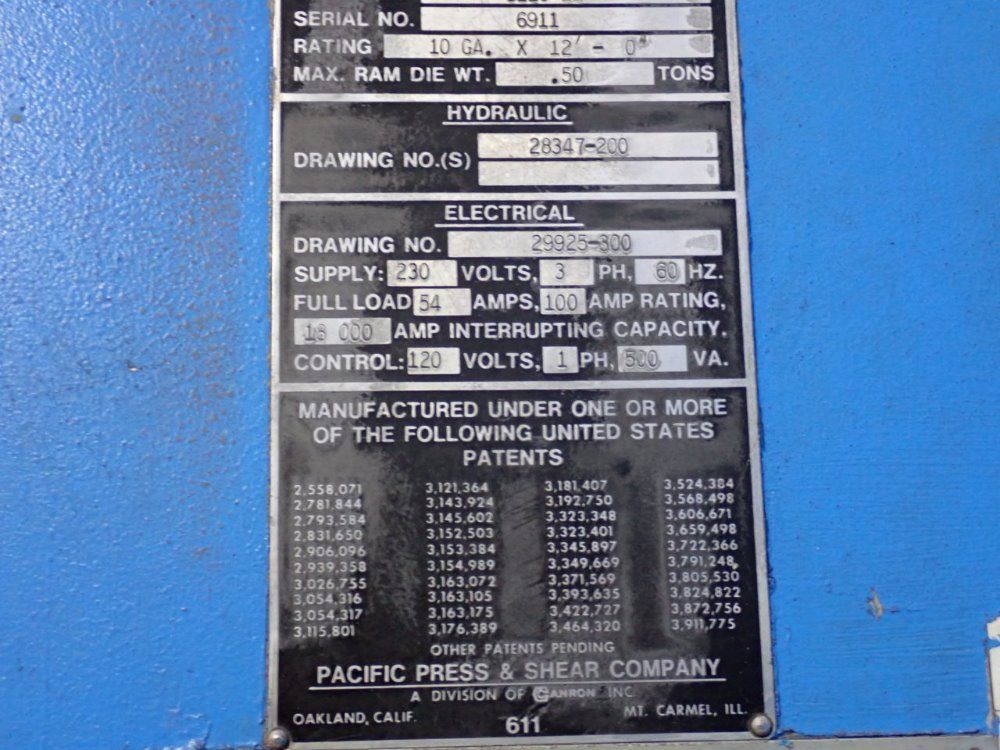 SERIAL NO. 6911
RATING 10 GA. X 12' - 0"
MAX. RAM DIE WT. .50 TONS
HYDRAULIC
DRAWING NO.(S) 28347-200
ELECTRICAL
DRAWING NO. 29925-300
SUPPLY: 230 VOLTS, 3 PH, 60 HZ.
FULL LOAD 54 AMPS, 100 AMP RATING,
18 000 AMP INTERRUPTING CAPACITY.
CONTROL: 120 VOLTS, 1 PH, 500 VA.
MANUFACTURED UNDER ONE OR MORE
OF THE FOLLOWING UNITED STATES
PATENTS
2,558,071 3,121,364 3,181,407 3,524,384
2,781,844 3,143,924 3,192,750 3,568,498
2,793,584 3,145,602 3,323,348 3,606,671
2,831,650 3,152,503 3,323,401 3,659,498
2,906,096 3,153,384 3,345,897 3,722,366
2,939,358 3,154,989 3,349,669 3,791,248
3,026,755 3,163,072 3,371,569 3,805,530
3,054,316 3,163,105 3,393,635 3,824,822
3,054,317 3,163,175 3,422,727 3,872,756
3,115,801 3,176,389 3,464,320 3,911,775
OTHER PATENTS PENDING
PACIFIC PRESS & SHEAR COMPANY
A DIVISION OF CANRON INC.
OAKLAND, CALIF. 611 MT. CARMEL, ILL.